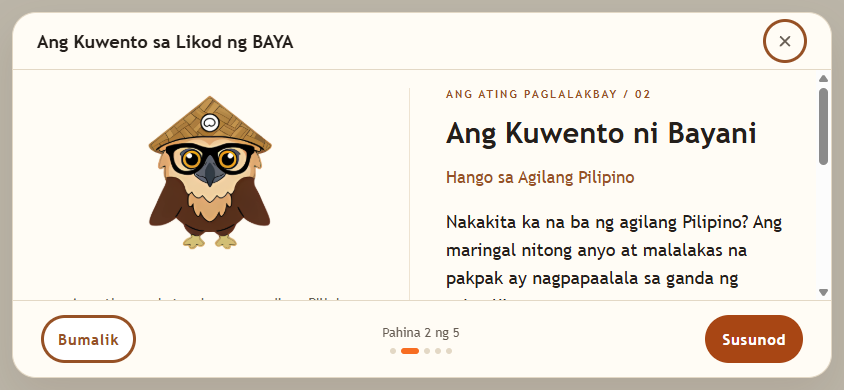 Ang Kuwento sa Likod ng BAYA
ANG ATING PAGLALAKBAY / 02
Ang Kuwento ni Bayani
Hango sa Agilang Pilipino
Nakakita ka na ba ng agilang Pilipino? Ang
maringal nitong anyo at malalakas na
pakpak ay nagpapaalala sa ganda ng
Bumalik
Pahina 2 ng 5
Susunod